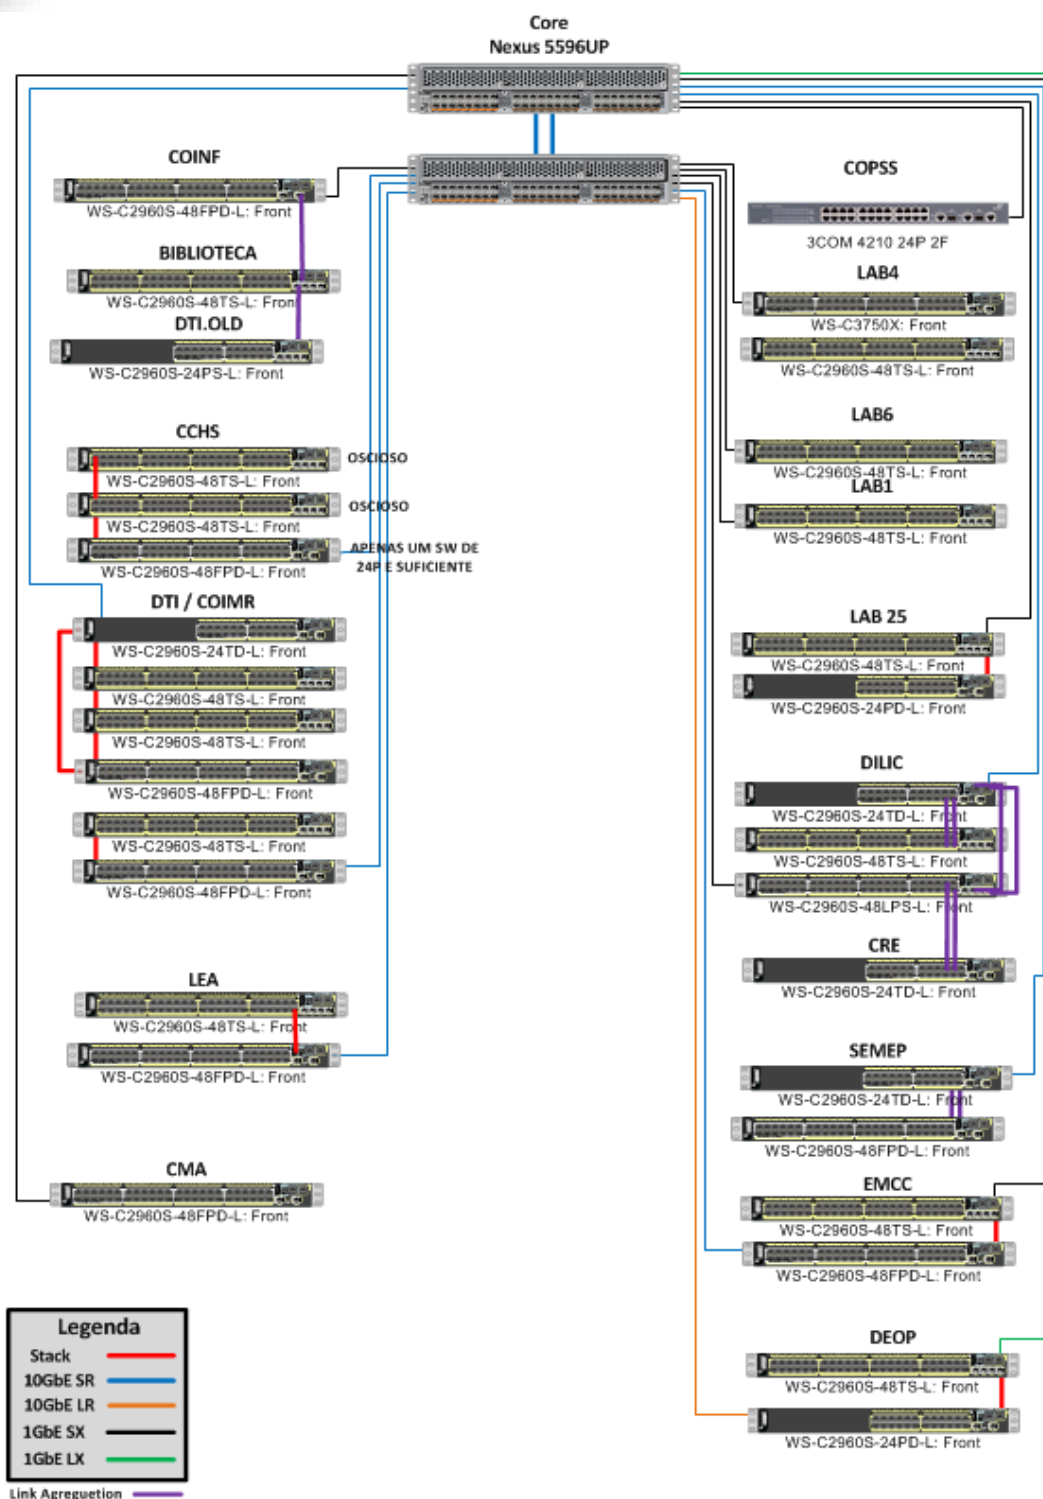 Core
Nexus 5596UP
COINF
WS-C2960S-48FPD-L: Front
BIBLIOTECA
WS-C2960S-48TS-L: Front
DTI.OLD
WS-C2960S-24PS-L: Front
CCHS
OSCIOSO
WS-C2960S-48TS-L: Front
OSCIOSO
WS-C2960S-48TS-L: Front
APENAS UM SW DE
24P E SUFICIENTE
WS-C2960S-48FPD-L: Front
DTI / COIMR
WS-C2960S-24TD-L: Front
WS-C2960S-48TS-L: Front
WS-C2960S-48TS-L: Front
WS-C2960S-48FPD-L: Front
WS-C2960S-48TS-L: Front
WS-C2960S-48FPD-L: Front
LEA
WS-C2960S-48TS-L: Front
WS-C2960S-48FPD-L: Front
CMA
WS-C2960S-48FPD-L: Front
COPSS
3COM 4210 24P 2F
LAB4
WS-C3750X: Front
WS-C2960S-48TS-L: Front
LAB6
WS-C2960S-48TS-L: Front
LAB1
WS-C2960S-48TS-L: Front
LAB 25
WS-C2960S-48TS-L: Front
WS-C2960S-24PD-L: Front
DILIC
WS-C2960S-24TD-L: Front
WS-C2960S-48TS-L: Front
WS-C2960S-48LPS-L: Front
CRE
WS-C2960S-24TD-L: Front
SEMEP
WS-C2960S-24TD-L: Front
WS-C2960S-48FPD-L: Front
EMCC
WS-C2960S-48TS-L: Front
WS-C2960S-48FPD-L: Front
DEOP
WS-C2960S-48TS-L: Front
WS-C2960S-24PD-L: Front
Legenda
Stack
10GbE SR
10GbE LR
1GbE SX
1GbE LX
Link Agreguetion